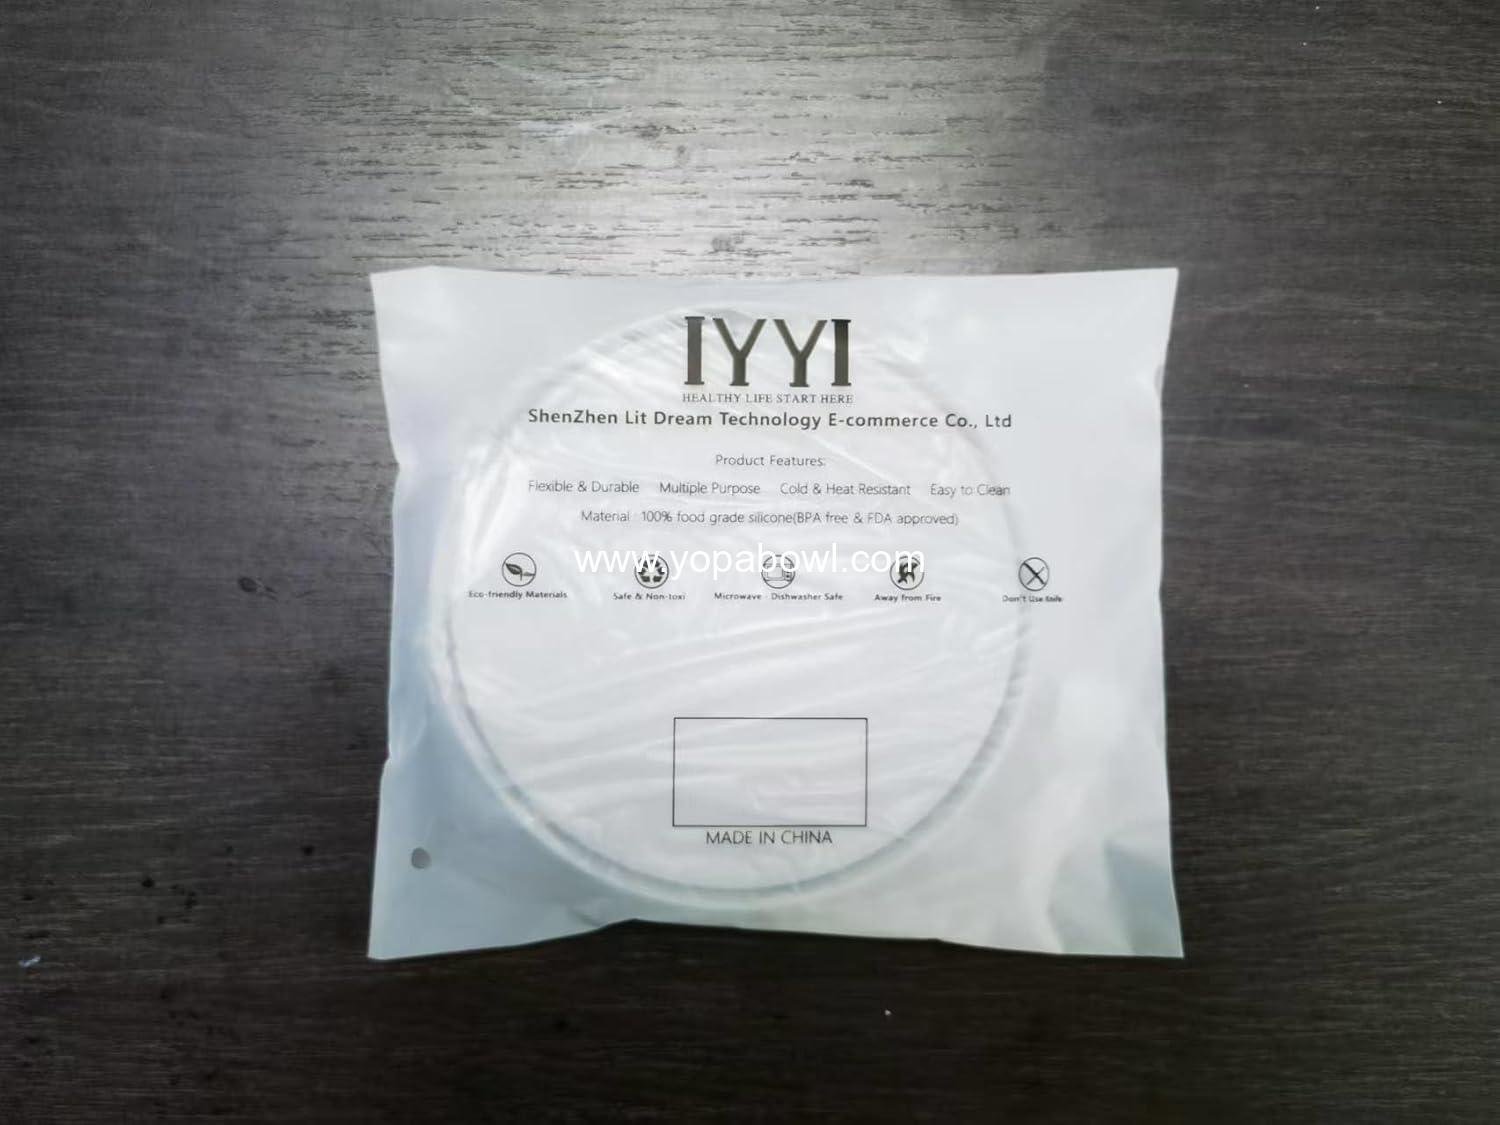 IYYI
HEALTHY LIFE START HERE
ShenZhen Lit Dream Technology E-commerce Co., Ltd
Product Features:
Flexible & Durable Multiple Purpose Cold & Heat Resistant Easy to Clean
Material : 100% food grade silicone(BPA free & FDA approved)
www.yopabowl.com
Eco-friendly Materials Safe & Non-toxi Microwave · Dishwasher Safe Away from Fire Don't Use Knife
MADE IN CHINA